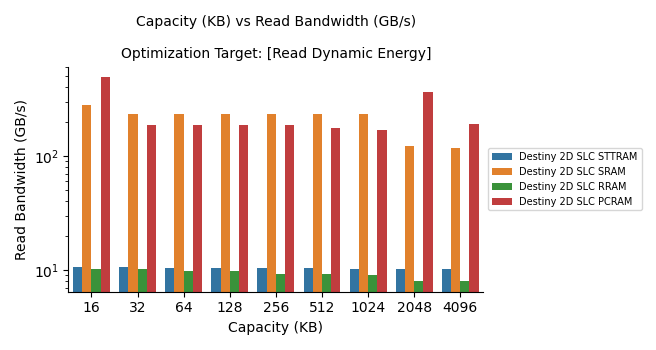 Capacity (KB) vs Read Bandwidth (GB/s)
Optimization Target: [Read Dynamic Energy]
Read Bandwidth (GB/s)
10²
10¹
16 32 64 128 256 512 1024 2048 4096
Capacity (KB)
Destiny 2D SLC STTRAM
Destiny 2D SLC SRAM
Destiny 2D SLC RRAM
Destiny 2D SLC PCRAM